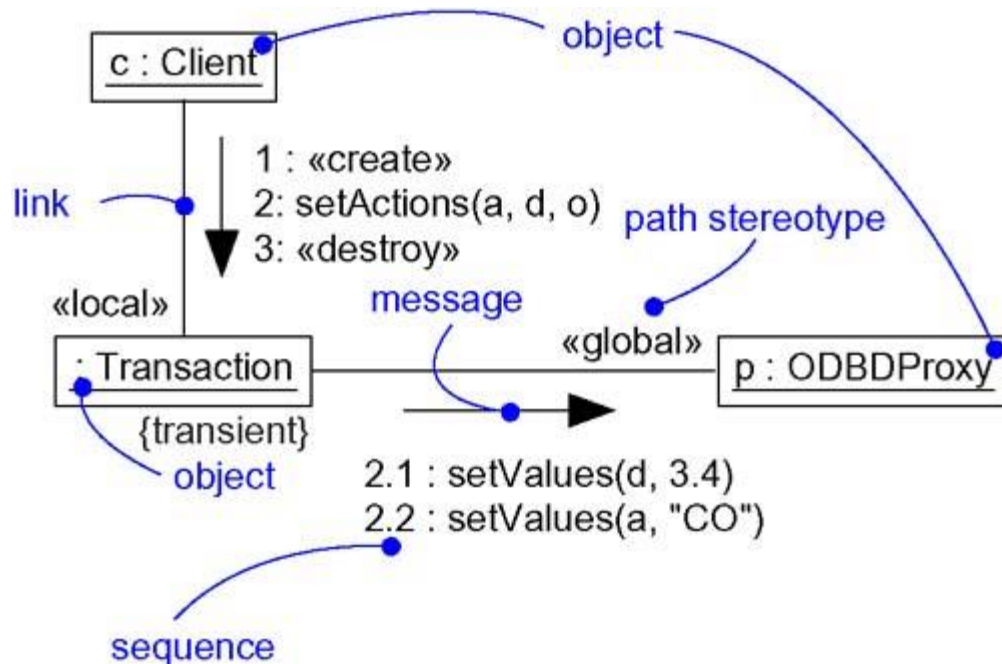 object
c : Client
1 : «create»
link
2: setActions(a, d, o)
path stereotype
3: «destroy»
message
«local»
«global»
: Transaction
p : ODBDProxy
{transient}
object
2.1 : setValues(d, 3.4)
2.2 : setValues(a, "CO")
sequence